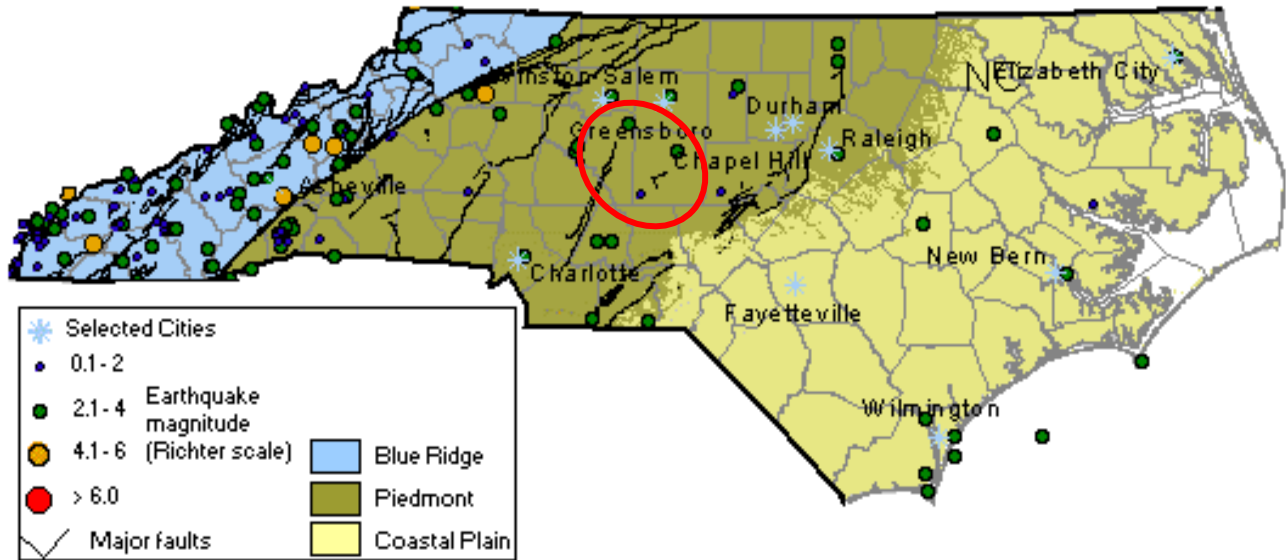 Winston-Salem
NC
Elizabeth City
Durham
Greensboro
Raleigh
Chapel Hill
Asheville
New Bern
Charlotte
Fayetteville
Wilmington
Selected Cities
0.1 - 2
2.1 - 4 Earthquake
magnitude
4.1 - 6 (Richter scale)
> 6.0
Major faults
Blue Ridge
Piedmont
Coastal Plain